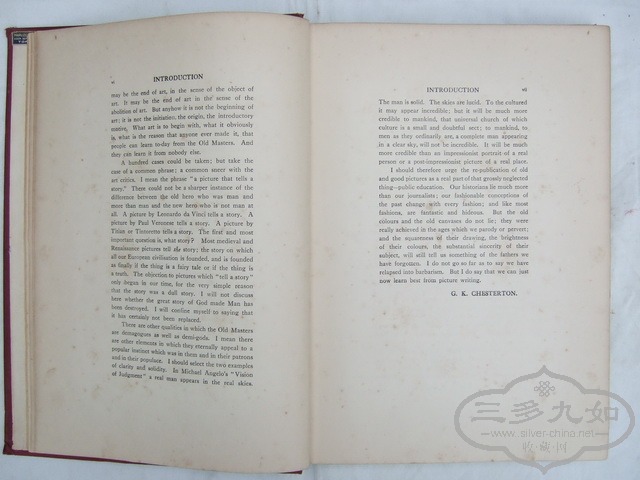 vi
INTRODUCTION
may be the end of art, in the sense of the object of
art. It may be the end of art in the sense of the
abolition of art. But anyhow it is not the beginning of
art; it is not the initiation, the origin, the introductory
motive. What art is to begin with, what it obviously
is, what is the reason that anyone ever made it, that
people can learn to-day from the Old Masters. And
they can learn it from nobody else.
A hundred cases could be taken; but take the
case of a common phrase; a common sneer with the
art critics. I mean the phrase "a picture that tells a
story." There could not be a sharper instance of the
difference between the old hero who was man and
more than man and the new hero who is not man at
all. A picture by Leonardo da Vinci tells a story. A
picture by Paul Veronese tells a story. A picture by
Titian or Tintoretto tells a story. The first and most
important question is, what story? Most medieval and
Renaissance pictures tell the story; the story on which
all our European civilisation is founded, and is founded
as finally if the thing is a fairy tale or if the thing is
a truth. The objection to pictures which "tell a story"
only began in our time, for the very simple reason
that the story was a dull story. I will not discuss
here whether the great story of God made Man has
been destroyed. I will confine myself to saying that
it has certainly not been replaced.
There are other qualities in which the Old Masters
are demagogues as well as demi-gods. I mean there
are other elements in which they eternally appeal to a
popular instinct which was in them and in their patrons
and in their populace. I should select the two examples
of clarity and solidity. In Michael Angelo's "Vision
of Judgment" a real man appears in the real skies.
INTRODUCTION
vii
The man is solid. The skies are lucid. To the cultured
it may appear incredible; but it will be much more
credible to mankind, that universal church of which
culture is a small and doubtful sect; to mankind, to
men as they ordinarily are, a complete man appearing
in a clear sky, will not be incredible. It will be much
more credible than an impressionist portrait of a real
person or a post-impressionist picture of a real place.
I should therefore urge the re-publication of old
and good pictures as a real part of that grossly neglected
thing—public education. Our historians lie much more
than our journalists; our fashionable conceptions of
the past change with every fashion; and like most
fashions, are fantastic and hideous. But the old
colours and the old canvases do not lie; they were
really achieved in the ages which we parody or pervert;
and the squareness of their drawing, the brightness
of their colours, the substantial sincerity of their
subject, will still tell us something of the fathers we
have forgotten. I do not go so far as to say we have
relapsed into barbarism. But I do say that we can just
now learn best from picture writing.
G. K. CHESTERTON.
三多九如
www.silver-china.net
收藏网